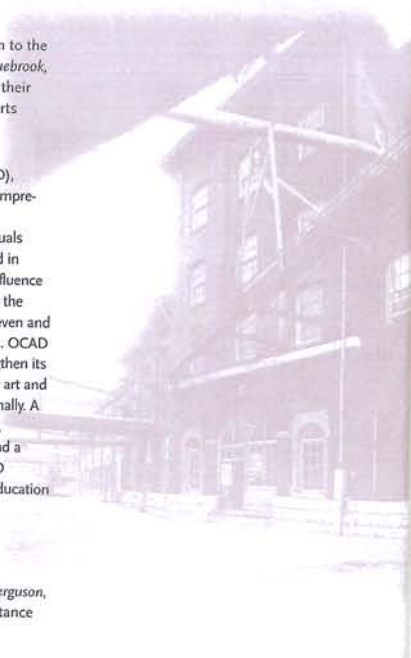 n to the
uebrook,
their
rts
D),
mpre-
uals
d in
fluence
the
even and
. OCAD
then its
art and
nally. A
d a
D
ducation
erguson,
tance